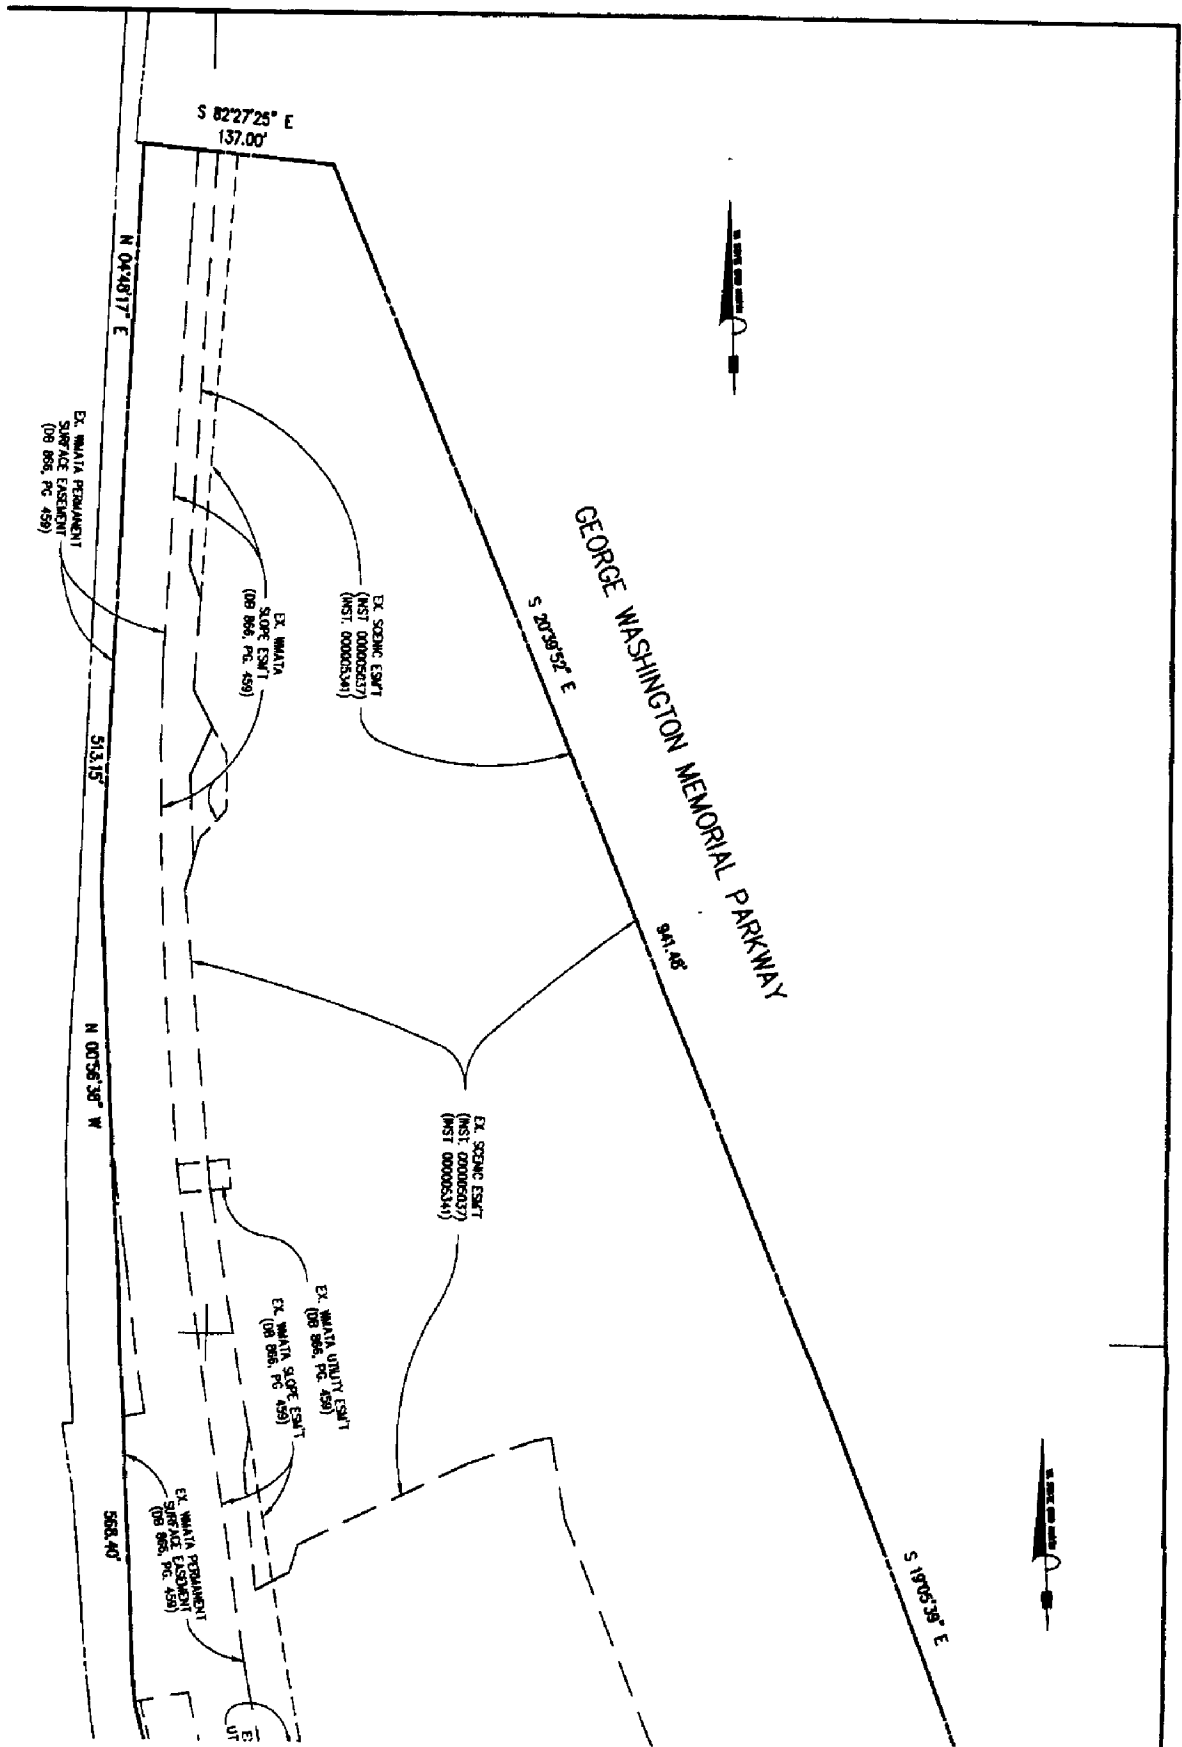 S 82°27'25" E
137.00'
N 04°48'17" E
EX. WMATA PERMANENT
SURFACE EASEMENT
(DB 866, PG. 459)
513.15'
EX. WMATA
SLOPE ESM'T
(DB 866, PG. 459)
EX. SCENIC ESM'T
(INST 000005037)
(INST. 000005341)
S 20°39'52" E
GEORGE WASHINGTON MEMORIAL PARKWAY
941.46'
N 00°56'38" W
EX. SCENIC ESM'T
(INST. 000005037)
(INST 000005341)
EX. WMATA UTILITY ESM'T
(DB 866, PG. 459)
EX. WMATA SLOPE ESM'T
(DB 866, PG. 459)
EX. WMATA PERMANENT
SURFACE EASEMENT
(DB 866, PG. 459)
568.40'
S 19°05'39" E